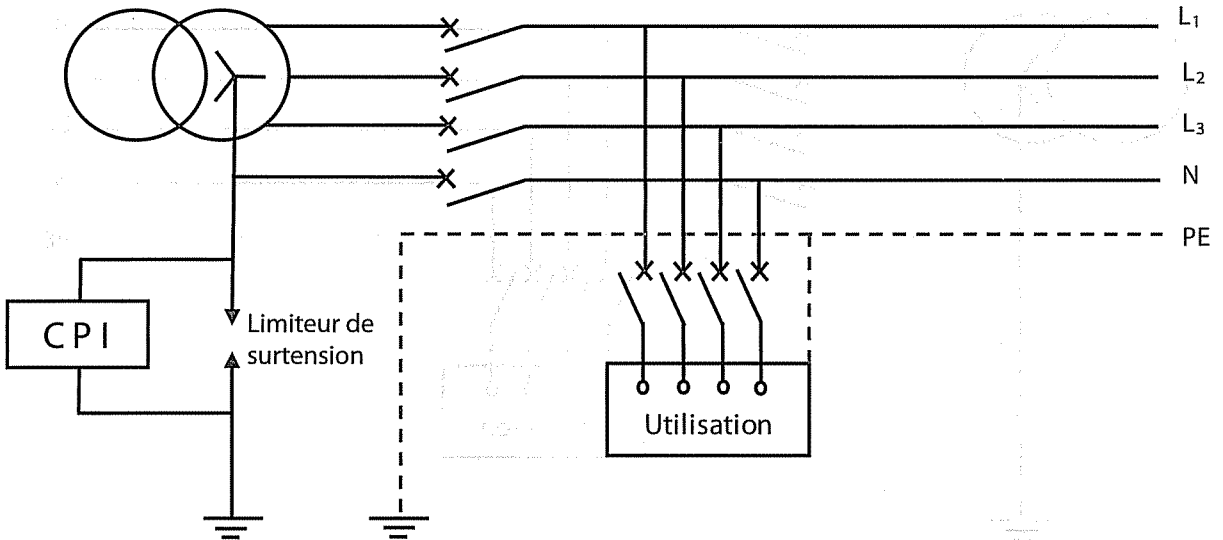 L1
L2
L3
N
PE
CPI
Limiteur de
surtension
Utilisation